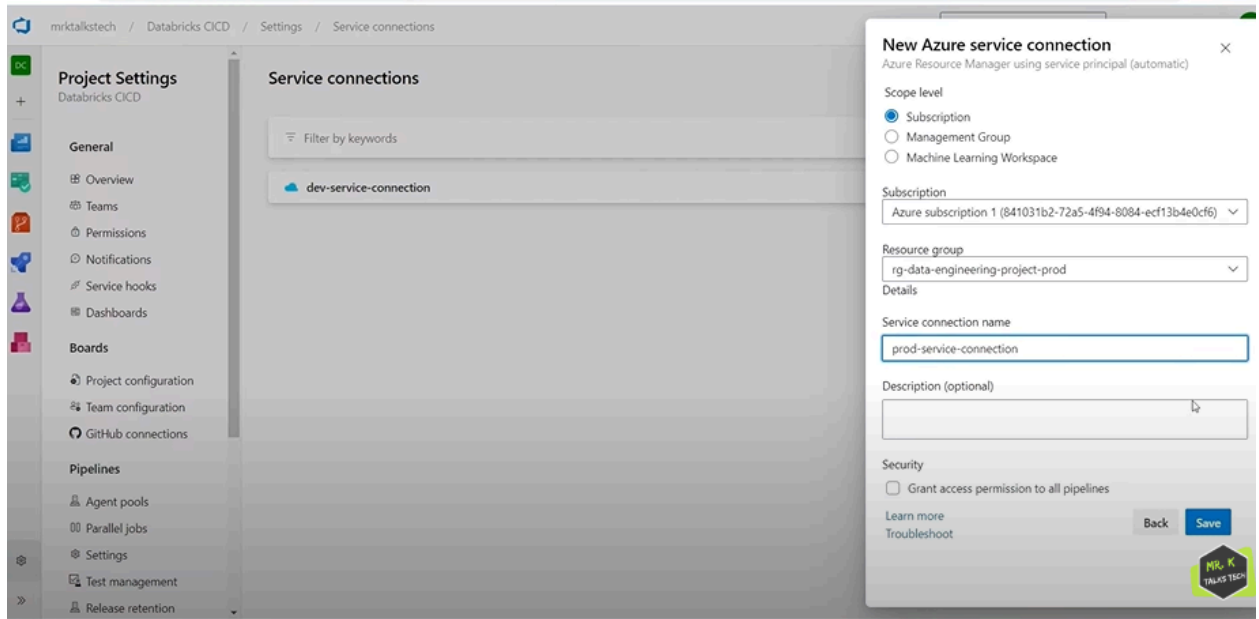 mrktalkstech / Databricks CICD / Settings / Service connections
DC
Project Settings
Databricks CICD
General
Overview
Teams
Permissions
Notifications
Service hooks
Dashboards
Boards
Project configuration
Team configuration
GitHub connections
Pipelines
Agent pools
Parallel jobs
Settings
Test management
Release retention
Service connections
Filter by keywords
dev-service-connection
New Azure service connection
Azure Resource Manager using service principal (automatic)
Scope level
Subscription
Management Group
Machine Learning Workspace
Subscription
Azure subscription 1 (841031b2-72a5-4f94-8084-ecf13b4e0cf6)
Resource group
rg-data-engineering-project-prod
Details
Service connection name
prod-service-connection
Description (optional)
Security
Grant access permission to all pipelines
Learn more
Troubleshoot
Back
Save
MR. K
TALKS TECH